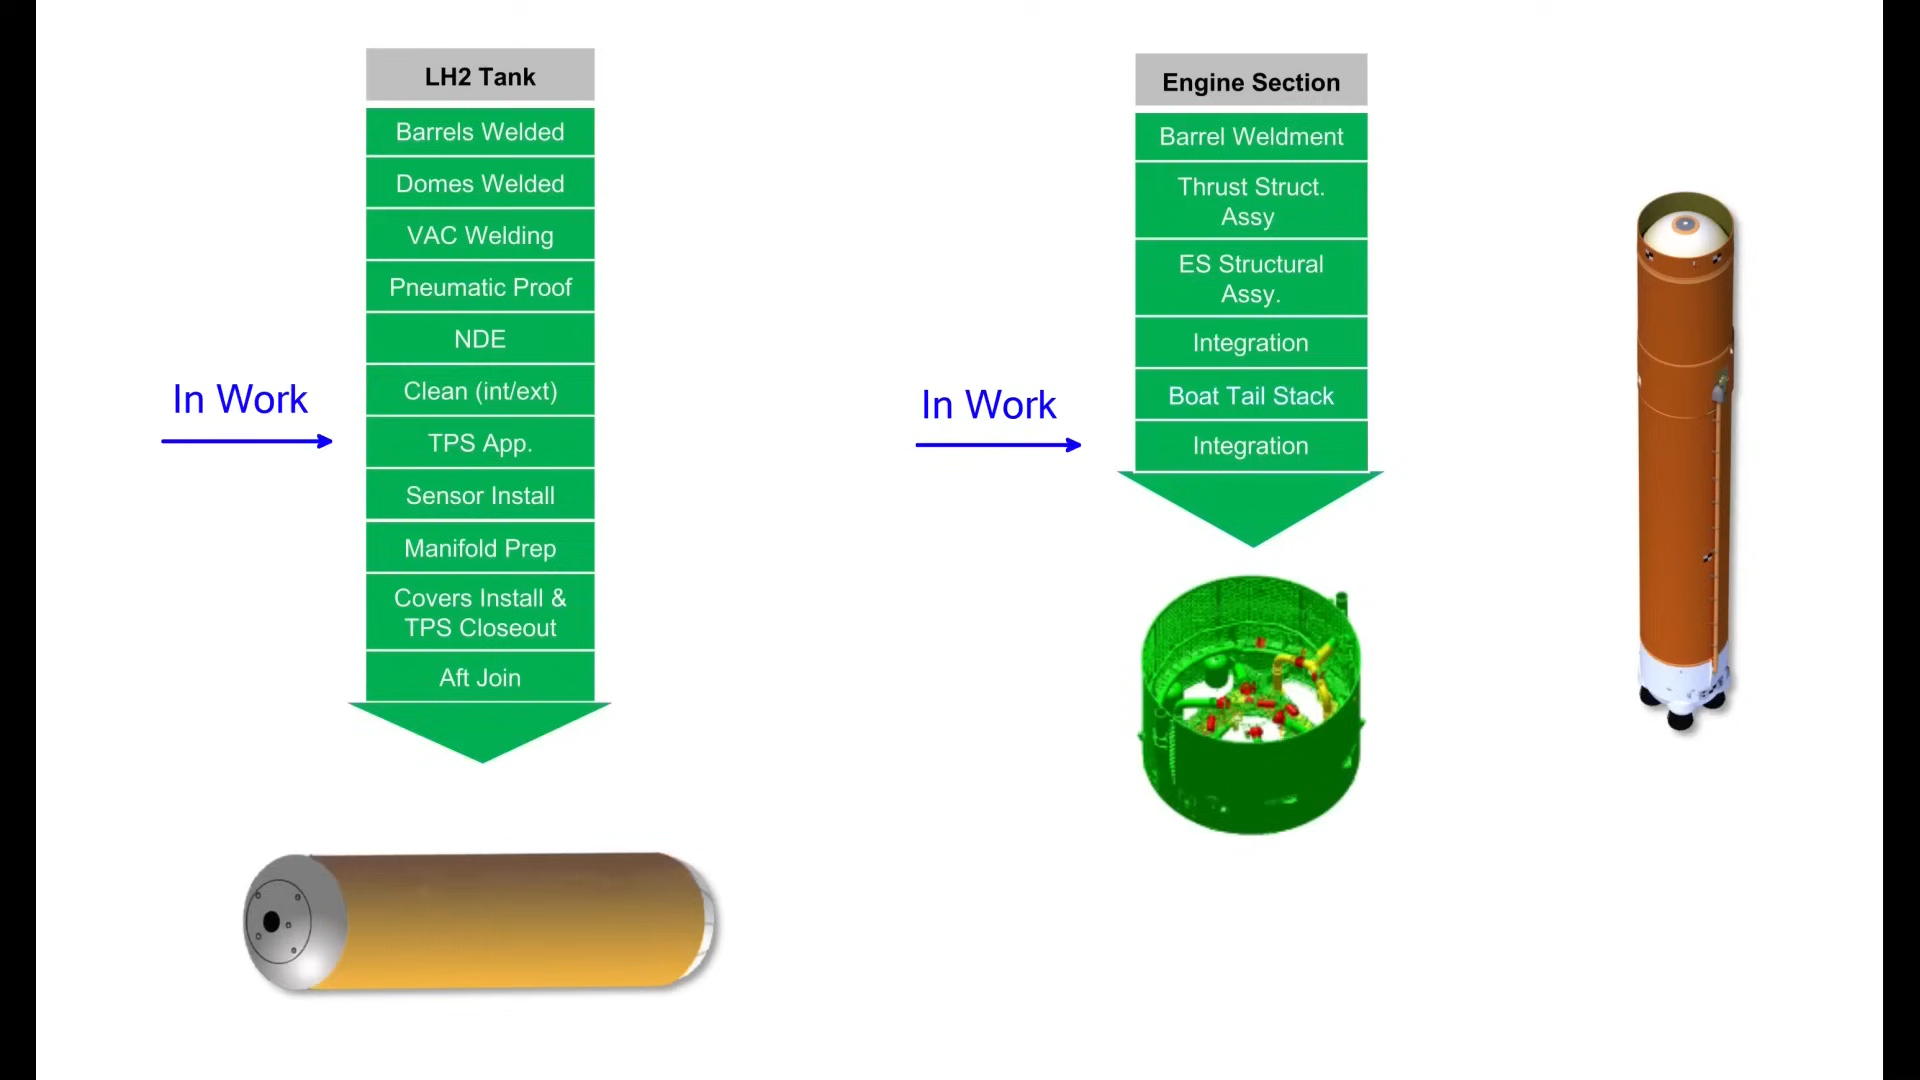 LH2 Tank
Barrels Welded
Domes Welded
VAC Welding
Pneumatic Proof
NDE
Clean (int/ext)
TPS App.
Sensor Install
Manifold Prep
Covers Install &
TPS Closeout
Aft Join
In Work
Engine Section
Barrel Weldment
Thrust Struct.
Assy
ES Structural
Assy.
Integration
Boat Tail Stack
Integration
In Work